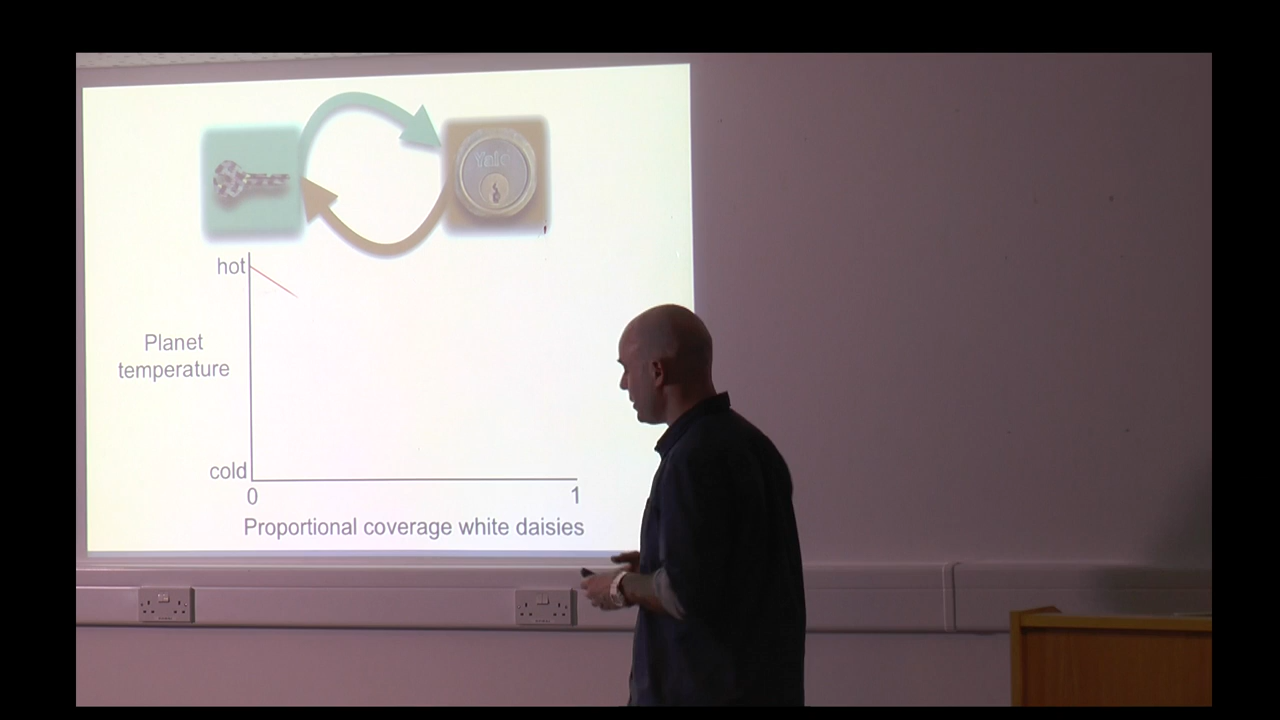 Yale
hot
Planet
temperature
cold
0
1
Proportional coverage white daisies